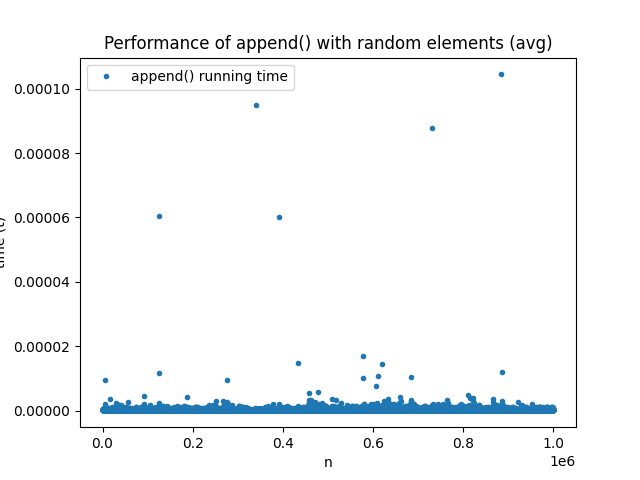 Performance of append() with random elements (avg)
append() running time
0.00010
0.00008
0.00006
0.00004
0.00002
0.00000
time (t)
0.0 0.2 0.4 0.6 0.8 1.0
1e6
n